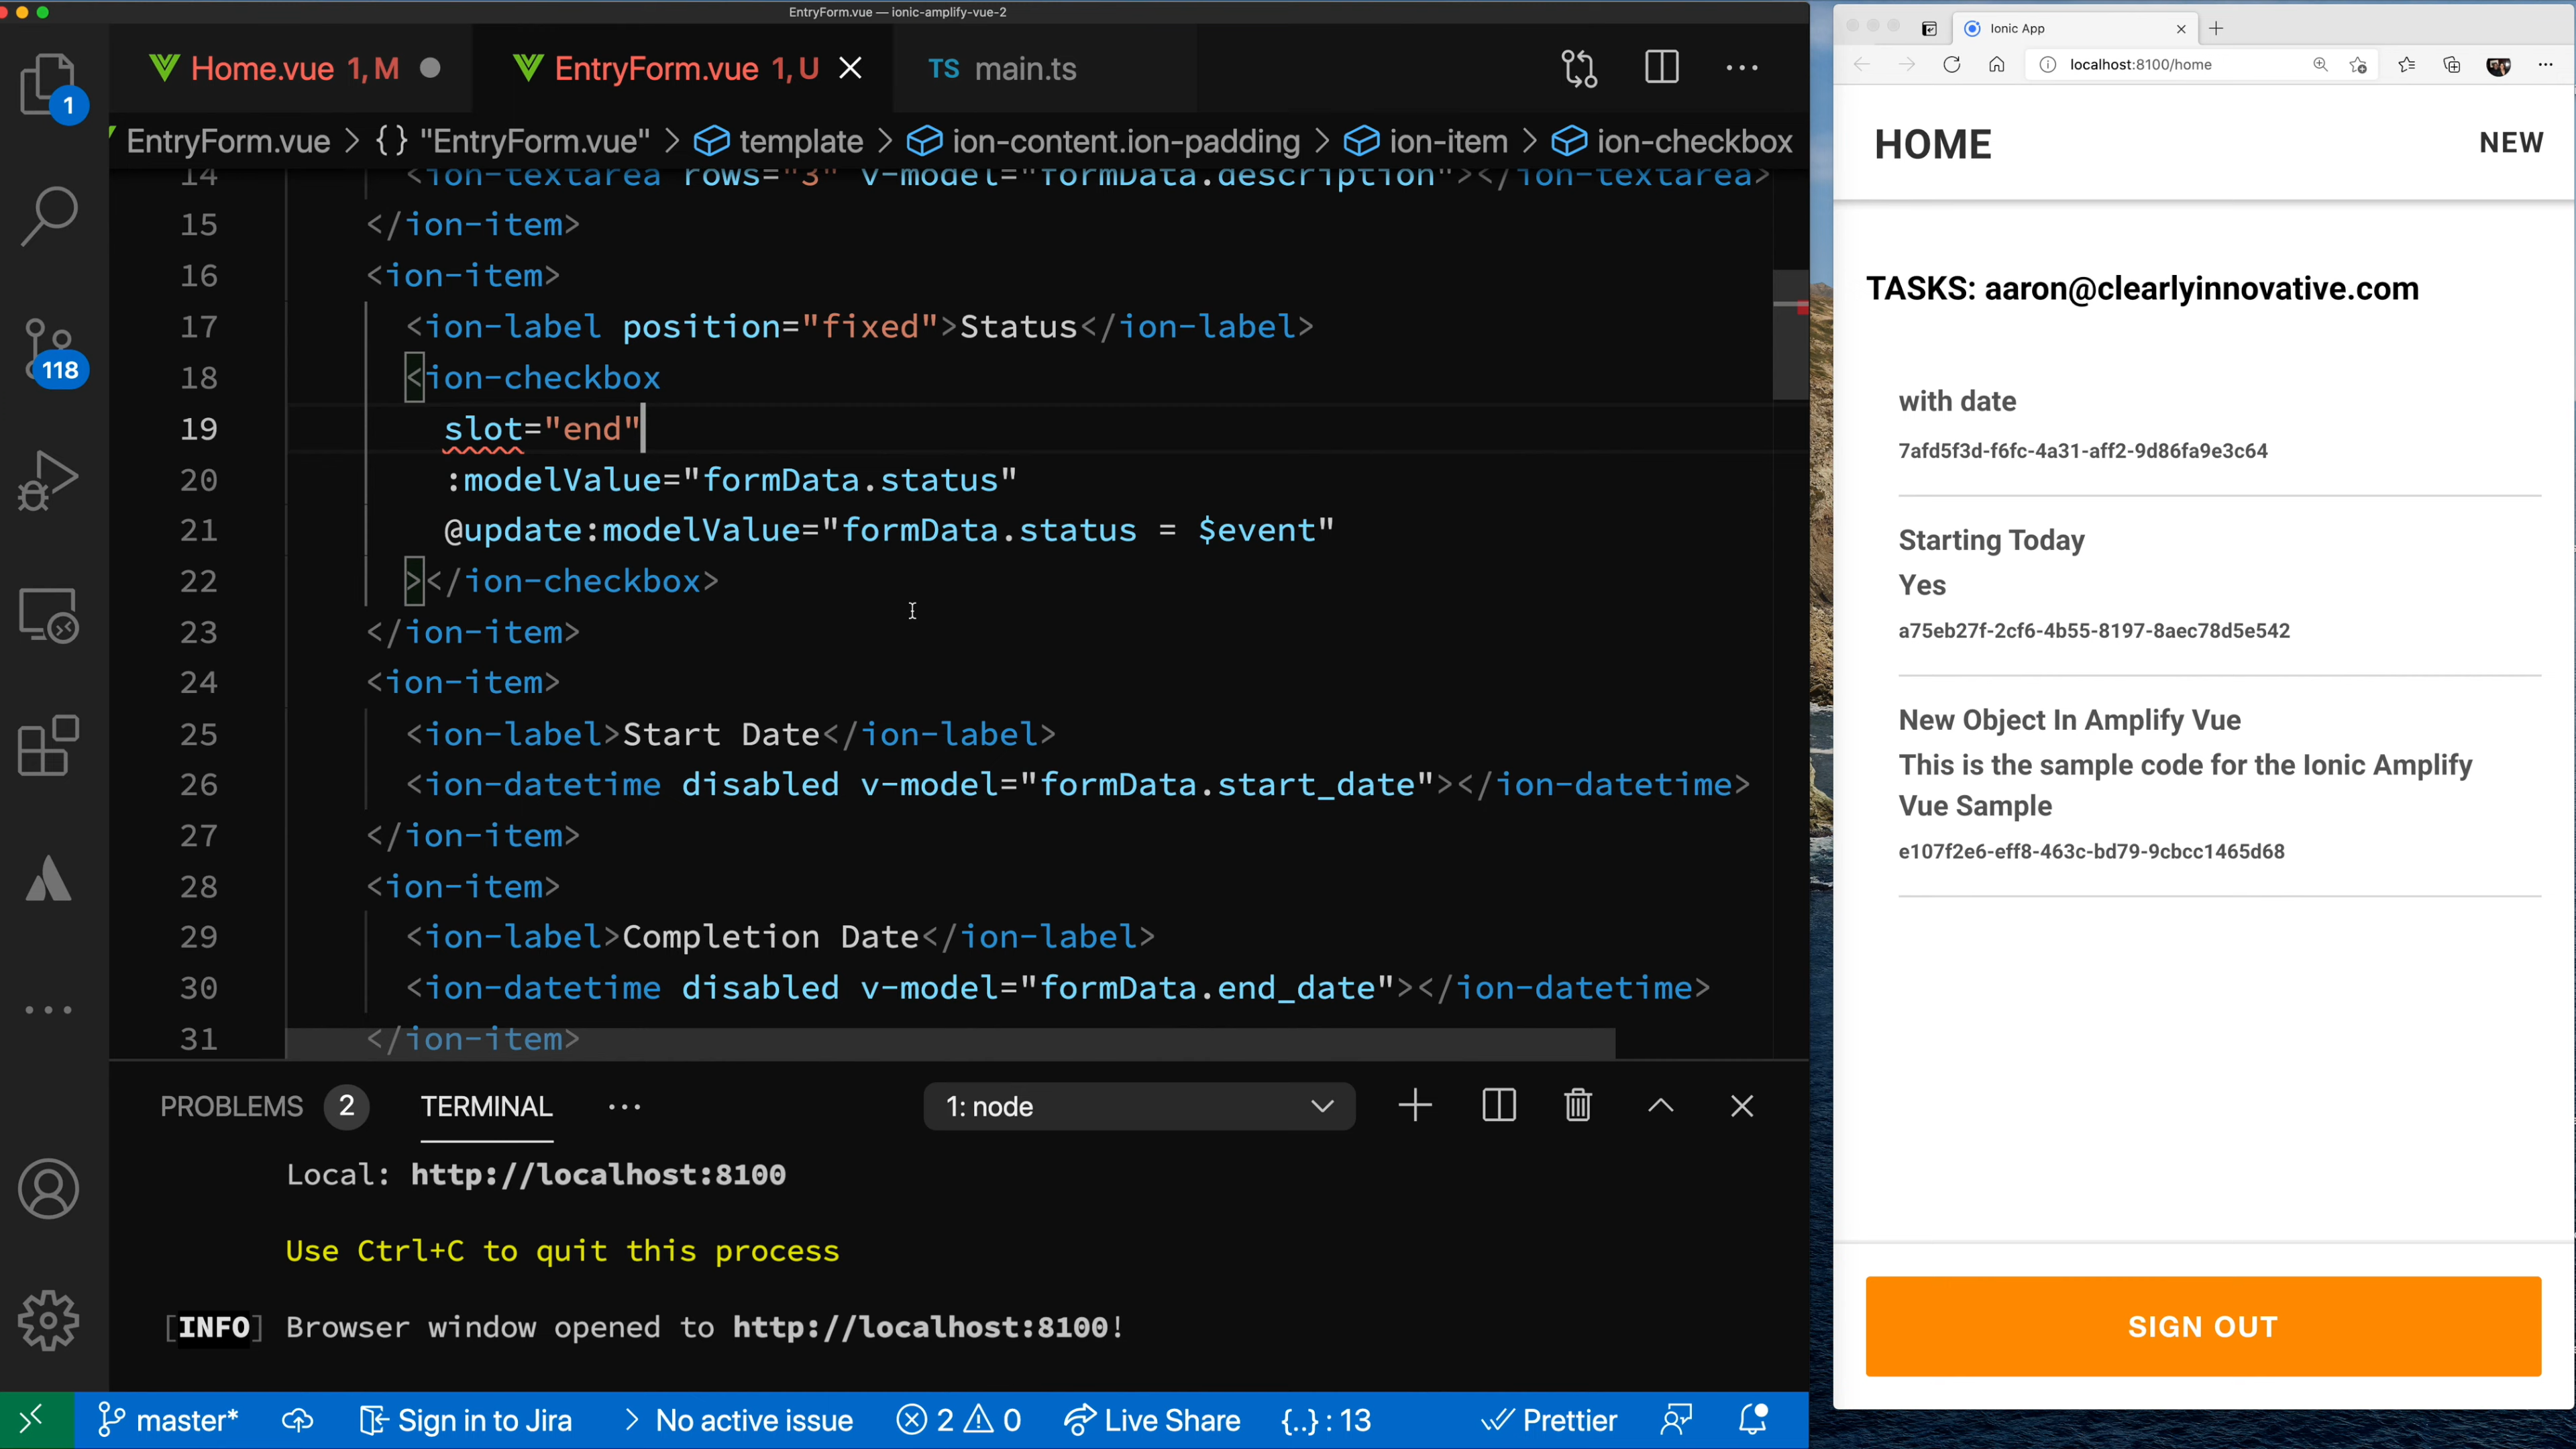 EntryForm.vue — ionic-amplify-vue-2
Home.vue 1, M
EntryForm.vue 1, U
TS main.ts
EntryForm.vue > {} "EntryForm.vue" > template > ion-content.ion-padding > ion-item > ion-checkbox
14 <ion-textarea rows="3" v-model="formData.description"></ion-textarea>
15 </ion-item>
16 <ion-item>
17 <ion-label position="fixed">Status</ion-label>
18 <ion-checkbox
19 slot="end"
20 :modelValue="formData.status"
21 @update:modelValue="formData.status = $event"
22 ></ion-checkbox>
23 </ion-item>
24 <ion-item>
25 <ion-label>Start Date</ion-label>
26 <ion-datetime disabled v-model="formData.start_date"></ion-datetime>
27 </ion-item>
28 <ion-item>
29 <ion-label>Completion Date</ion-label>
30 <ion-datetime disabled v-model="formData.end_date"></ion-datetime>
31 </ion-item>
1
118
PROBLEMS 2 TERMINAL ...
1: node
Local: http://localhost:8100
Use Ctrl+C to quit this process
[INFO] Browser window opened to http://localhost:8100!
master* Sign in to Jira > No active issue 2 0 Live Share {..} : 13 Prettier
Ionic App
localhost:8100/home
HOME
NEW
TASKS: aaron@clearlyinnovative.com
with date
7afd5f3d-f6fc-4a31-aff2-9d86fa9e3c64
Starting Today
Yes
a75eb27f-2cf6-4b55-8197-8aec78d5e542
New Object In Amplify Vue
This is the sample code for the Ionic Amplify
Vue Sample
e107f2e6-eff8-463c-bd79-9cbcc1465d68
SIGN OUT